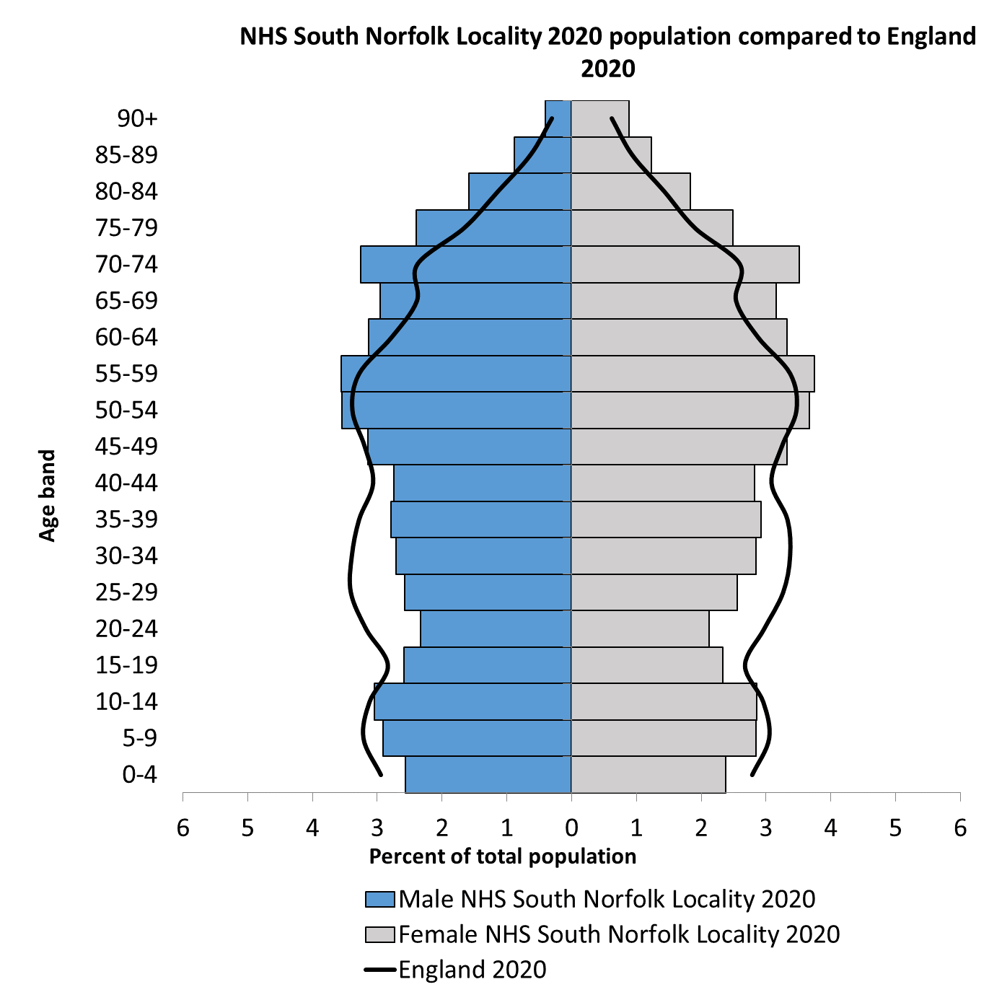 NHS South Norfolk Locality 2020 population compared to England
2020
90+
85-89
80-84
75-79
70-74
65-69
60-64
55-59
50-54
45-49
40-44
35-39
30-34
25-29
20-24
15-19
10-14
5-9
0-4
Age band
6 5 4 3 2 1 0 1 2 3 4 5 6
Percent of total population
Male NHS South Norfolk Locality 2020
Female NHS South Norfolk Locality 2020
England 2020